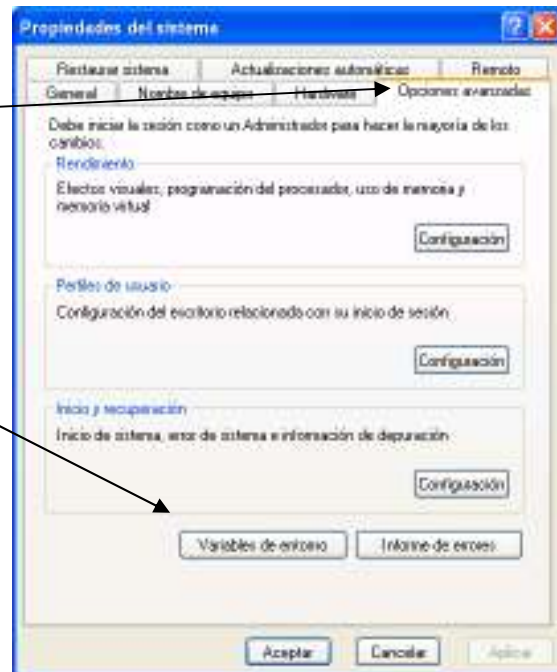 Propiedades del sistema
Restaurar sistema
Actualizaciones automáticas
Remoto
General
Nombre de equipo
Hardware
Opciones avanzadas
Debe iniciar la sesión como un Administrador para hacer la mayoría de los
cambios.
Rendimiento
Efectos visuales, programación del procesador, uso de memoria y
memoria virtual
Configuración
Perfiles de usuario
Configuración del escritorio relacionada con su inicio de sesión
Configuración
Inicio y recuperación
Inicio de sistema, error de sistema e información de depuración
Configuración
Variables de entorno
Informe de errores
Aceptar
Cancelar
Aplicar